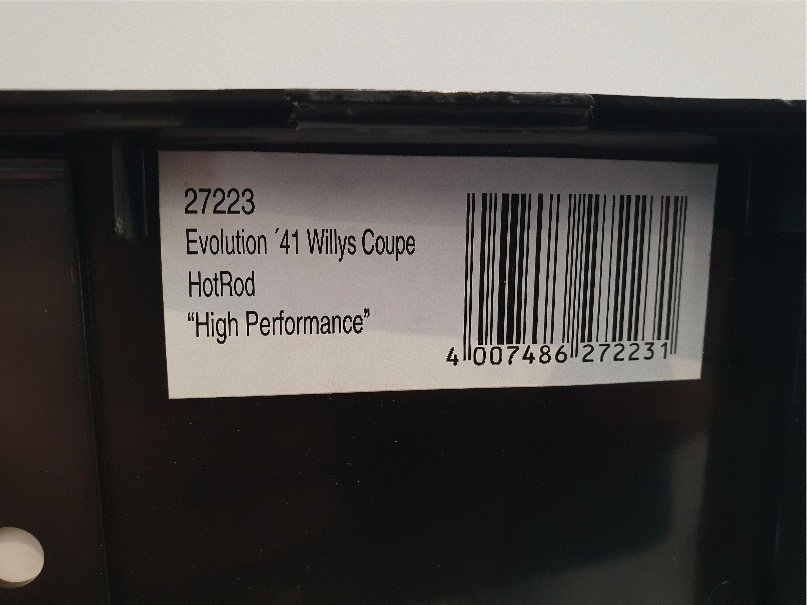 27223
Evolution ´41 Willys Coupe
HotRod
“High Performance”
4 007486 272231